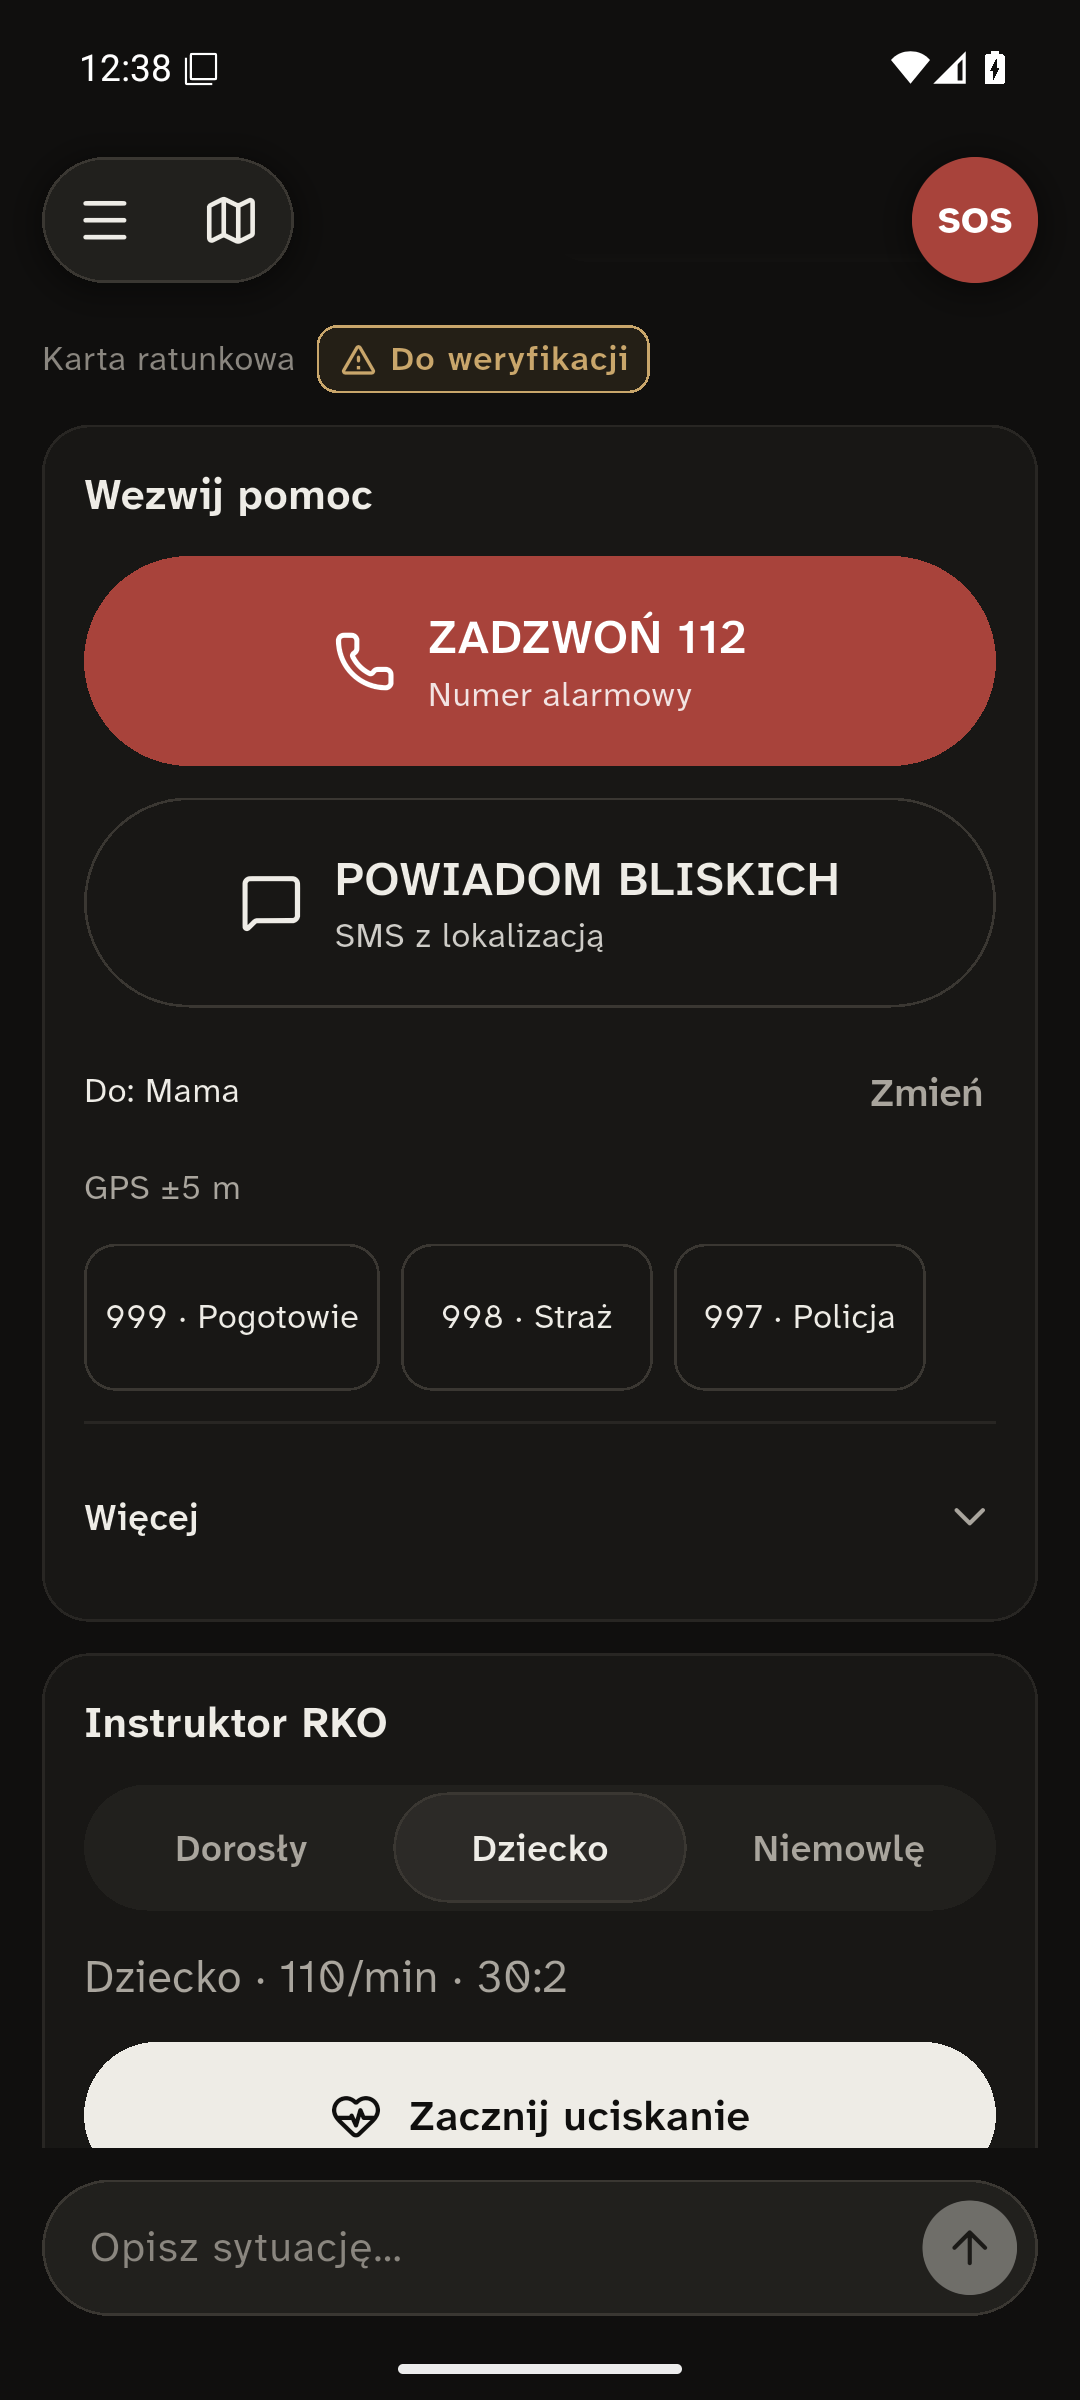 12:38
SOS
Karta ratunkowa
Do weryfikacji
Wezwij pomoc
ZADZWOŃ 112
Numer alarmowy
POWIADOM BLISKICH
SMS z lokalizacją
Do: Mama
Zmień
GPS ±5 m
999 · Pogotowie
998 · Straż
997 · Policja
Więcej
Instruktor RKO
Dorosły
Dziecko
Niemowlę
Dziecko · 110/min · 30:2
Zacznij uciskanie
Opisz sytuację...